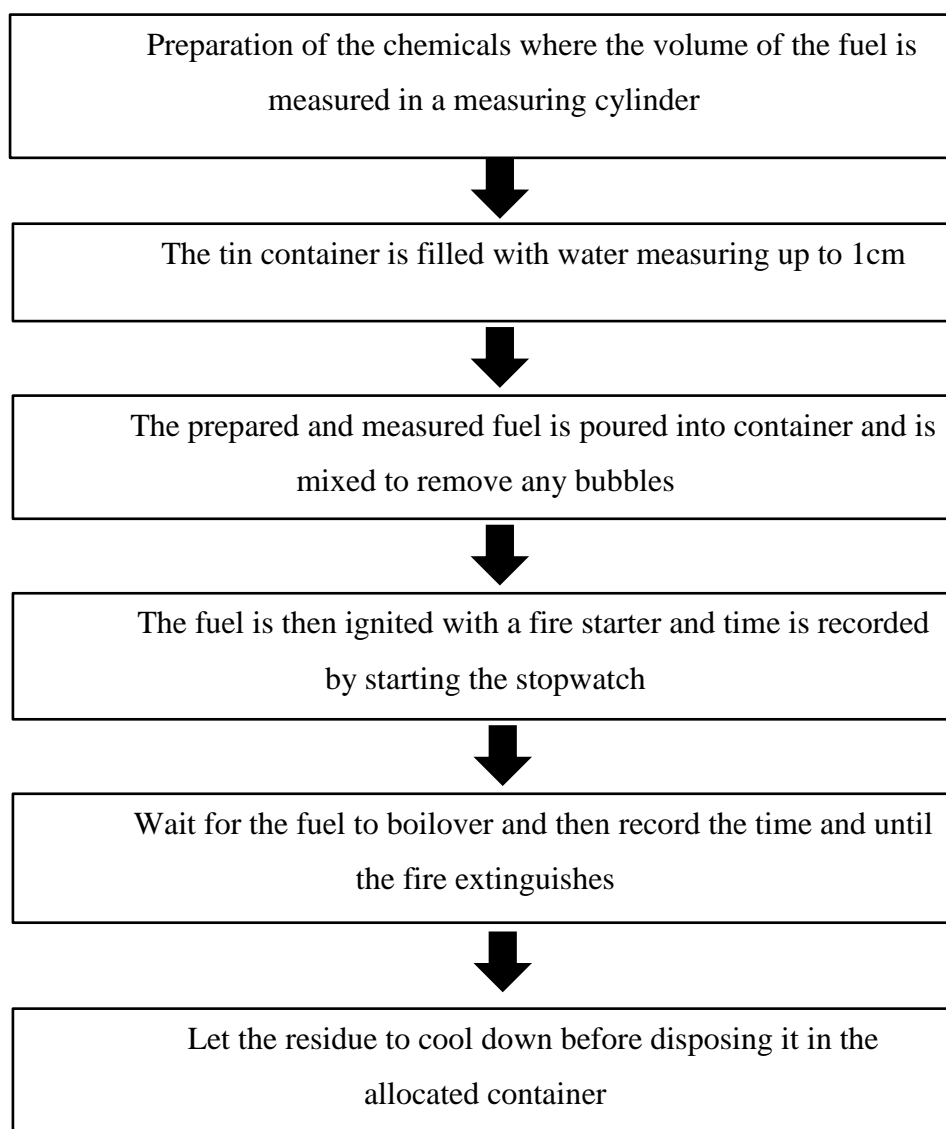 Preparation of the chemicals where the volume of the fuel is
measured in a measuring cylinder
The tin container is filled with water measuring up to 1cm
The prepared and measured fuel is poured into container and is
mixed to remove any bubbles
The fuel is then ignited with a fire starter and time is recorded
by starting the stopwatch
Wait for the fuel to boilover and then record the time and until
the fire extinguishes
Let the residue to cool down before disposing it in the
allocated container